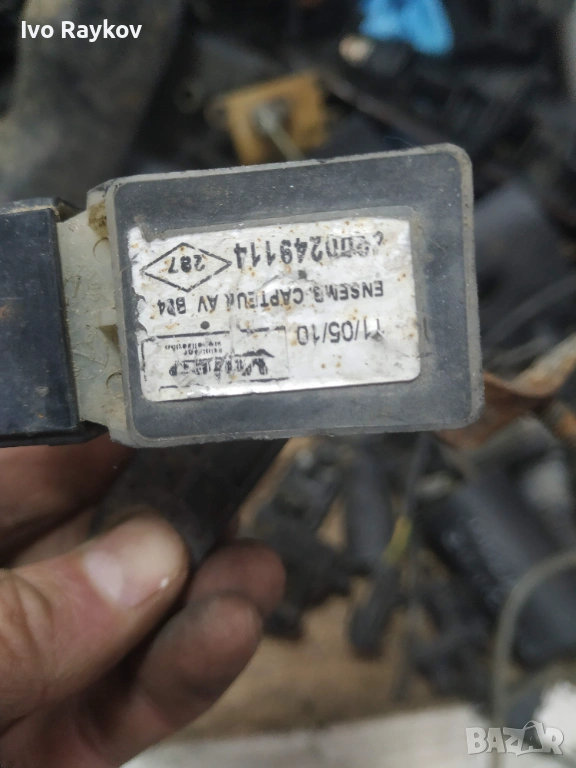 Ivo Raykov
287
8200249114
ENSEMB. CAPTEUR AV B84
11/05/10
BAZAR